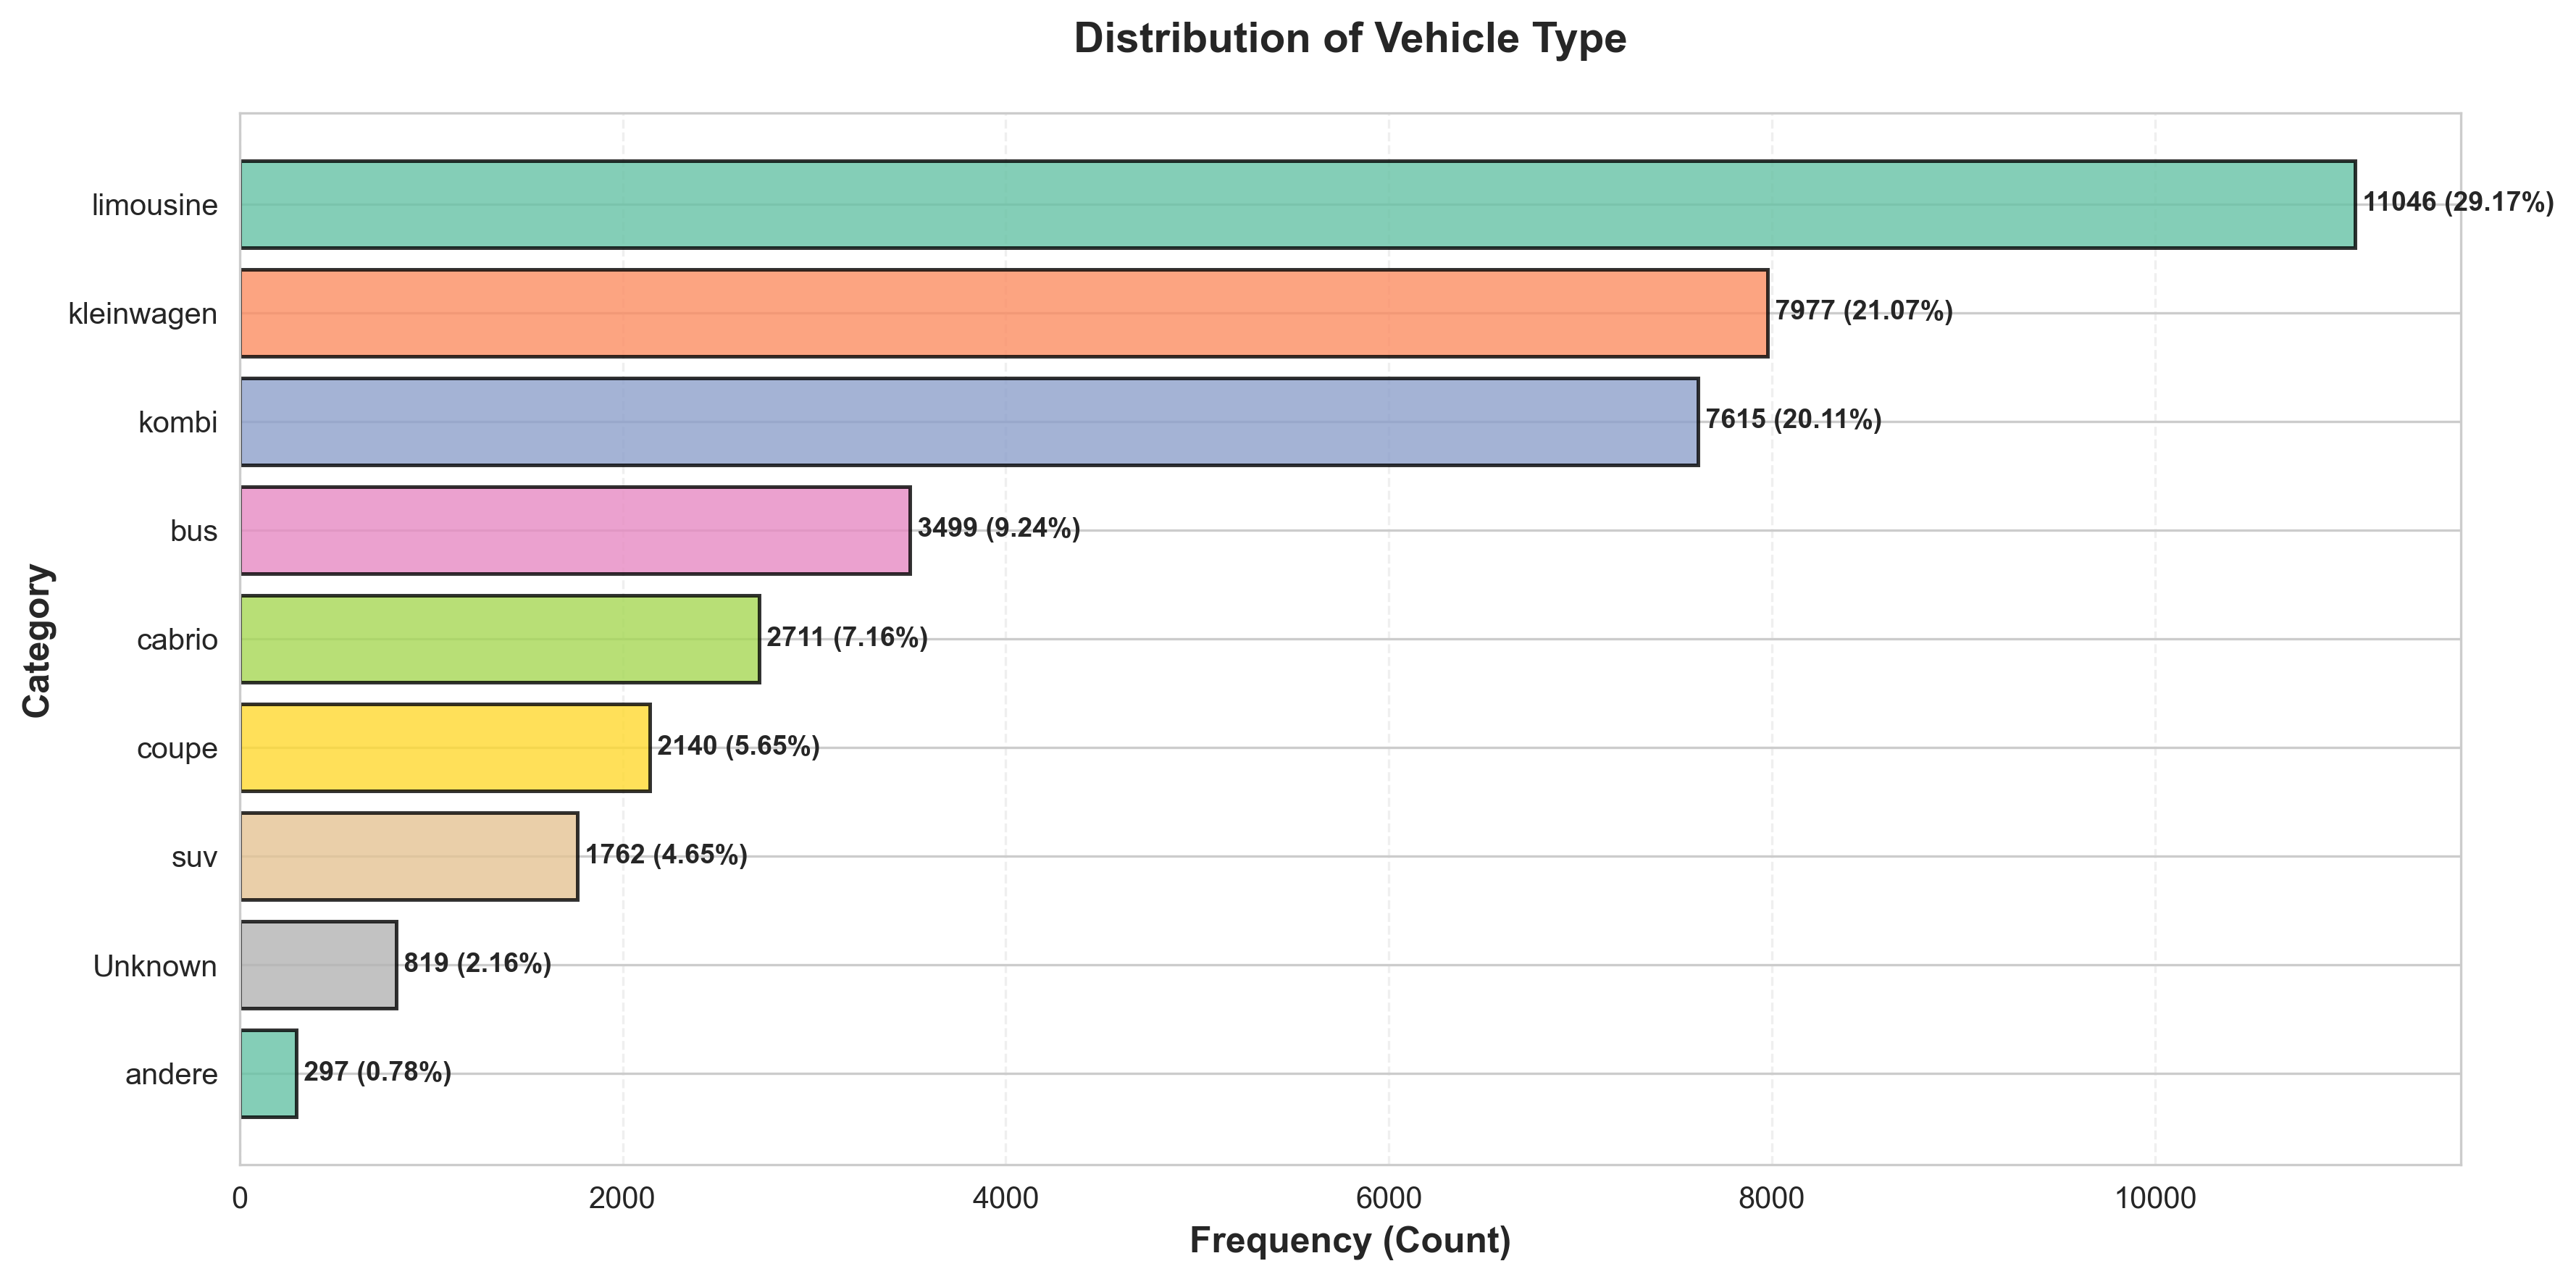 Distribution of Vehicle Type
limousine
11046 (29.17%)
kleinwagen
7977 (21.07%)
kombi
7615 (20.11%)
bus
3499 (9.24%)
cabrio
2711 (7.16%)
coupe
2140 (5.65%)
suv
1762 (4.65%)
Unknown
819 (2.16%)
andere
297 (0.78%)
Category
0 2000 4000 6000 8000 10000
Frequency (Count)